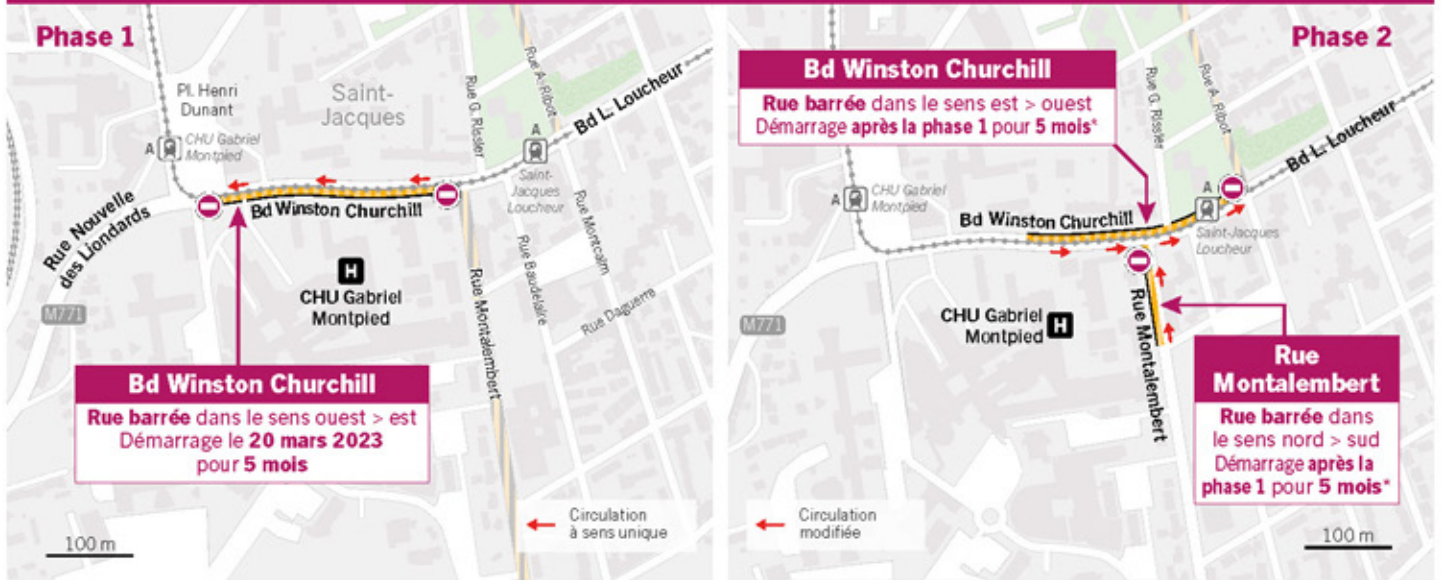 Phase 1
Pl. Henri
Dunant
Saint-
Jacques
Rue G. Rissler
Rue A. Ribot
Bd L. Loucheur
A
CHU Gabriel
Montpied
A
Saint-
Jacques
Loucheur
Rue Nouvelle
des Liondards
Bd Winston Churchill
Rue Montcalm
Rue Baudelaire
Rue Daguerre
Rue Montalembert
H
CHU Gabriel
Montpied
M771
Bd Winston Churchill
Rue barrée dans le sens ouest > est
Démarrage le 20 mars 2023
pour 5 mois
Circulation
à sens unique
100 m
Phase 2
Bd Winston Churchill
Rue barrée dans le sens est > ouest
Démarrage après la phase 1 pour 5 mois*
Rue G. Rissler
Rue A. Ribot
Bd L. Loucheur
A
CHU Gabriel
Montpied
A
Saint-Jacques
Loucheur
Bd Winston Churchill
M771
CHU Gabriel
Montpied
H
Rue Montalembert
Rue
Montalembert
Rue barrée dans
le sens nord > sud
Démarrage après la
phase 1 pour 5 mois*
Circulation
modifiée
100 m